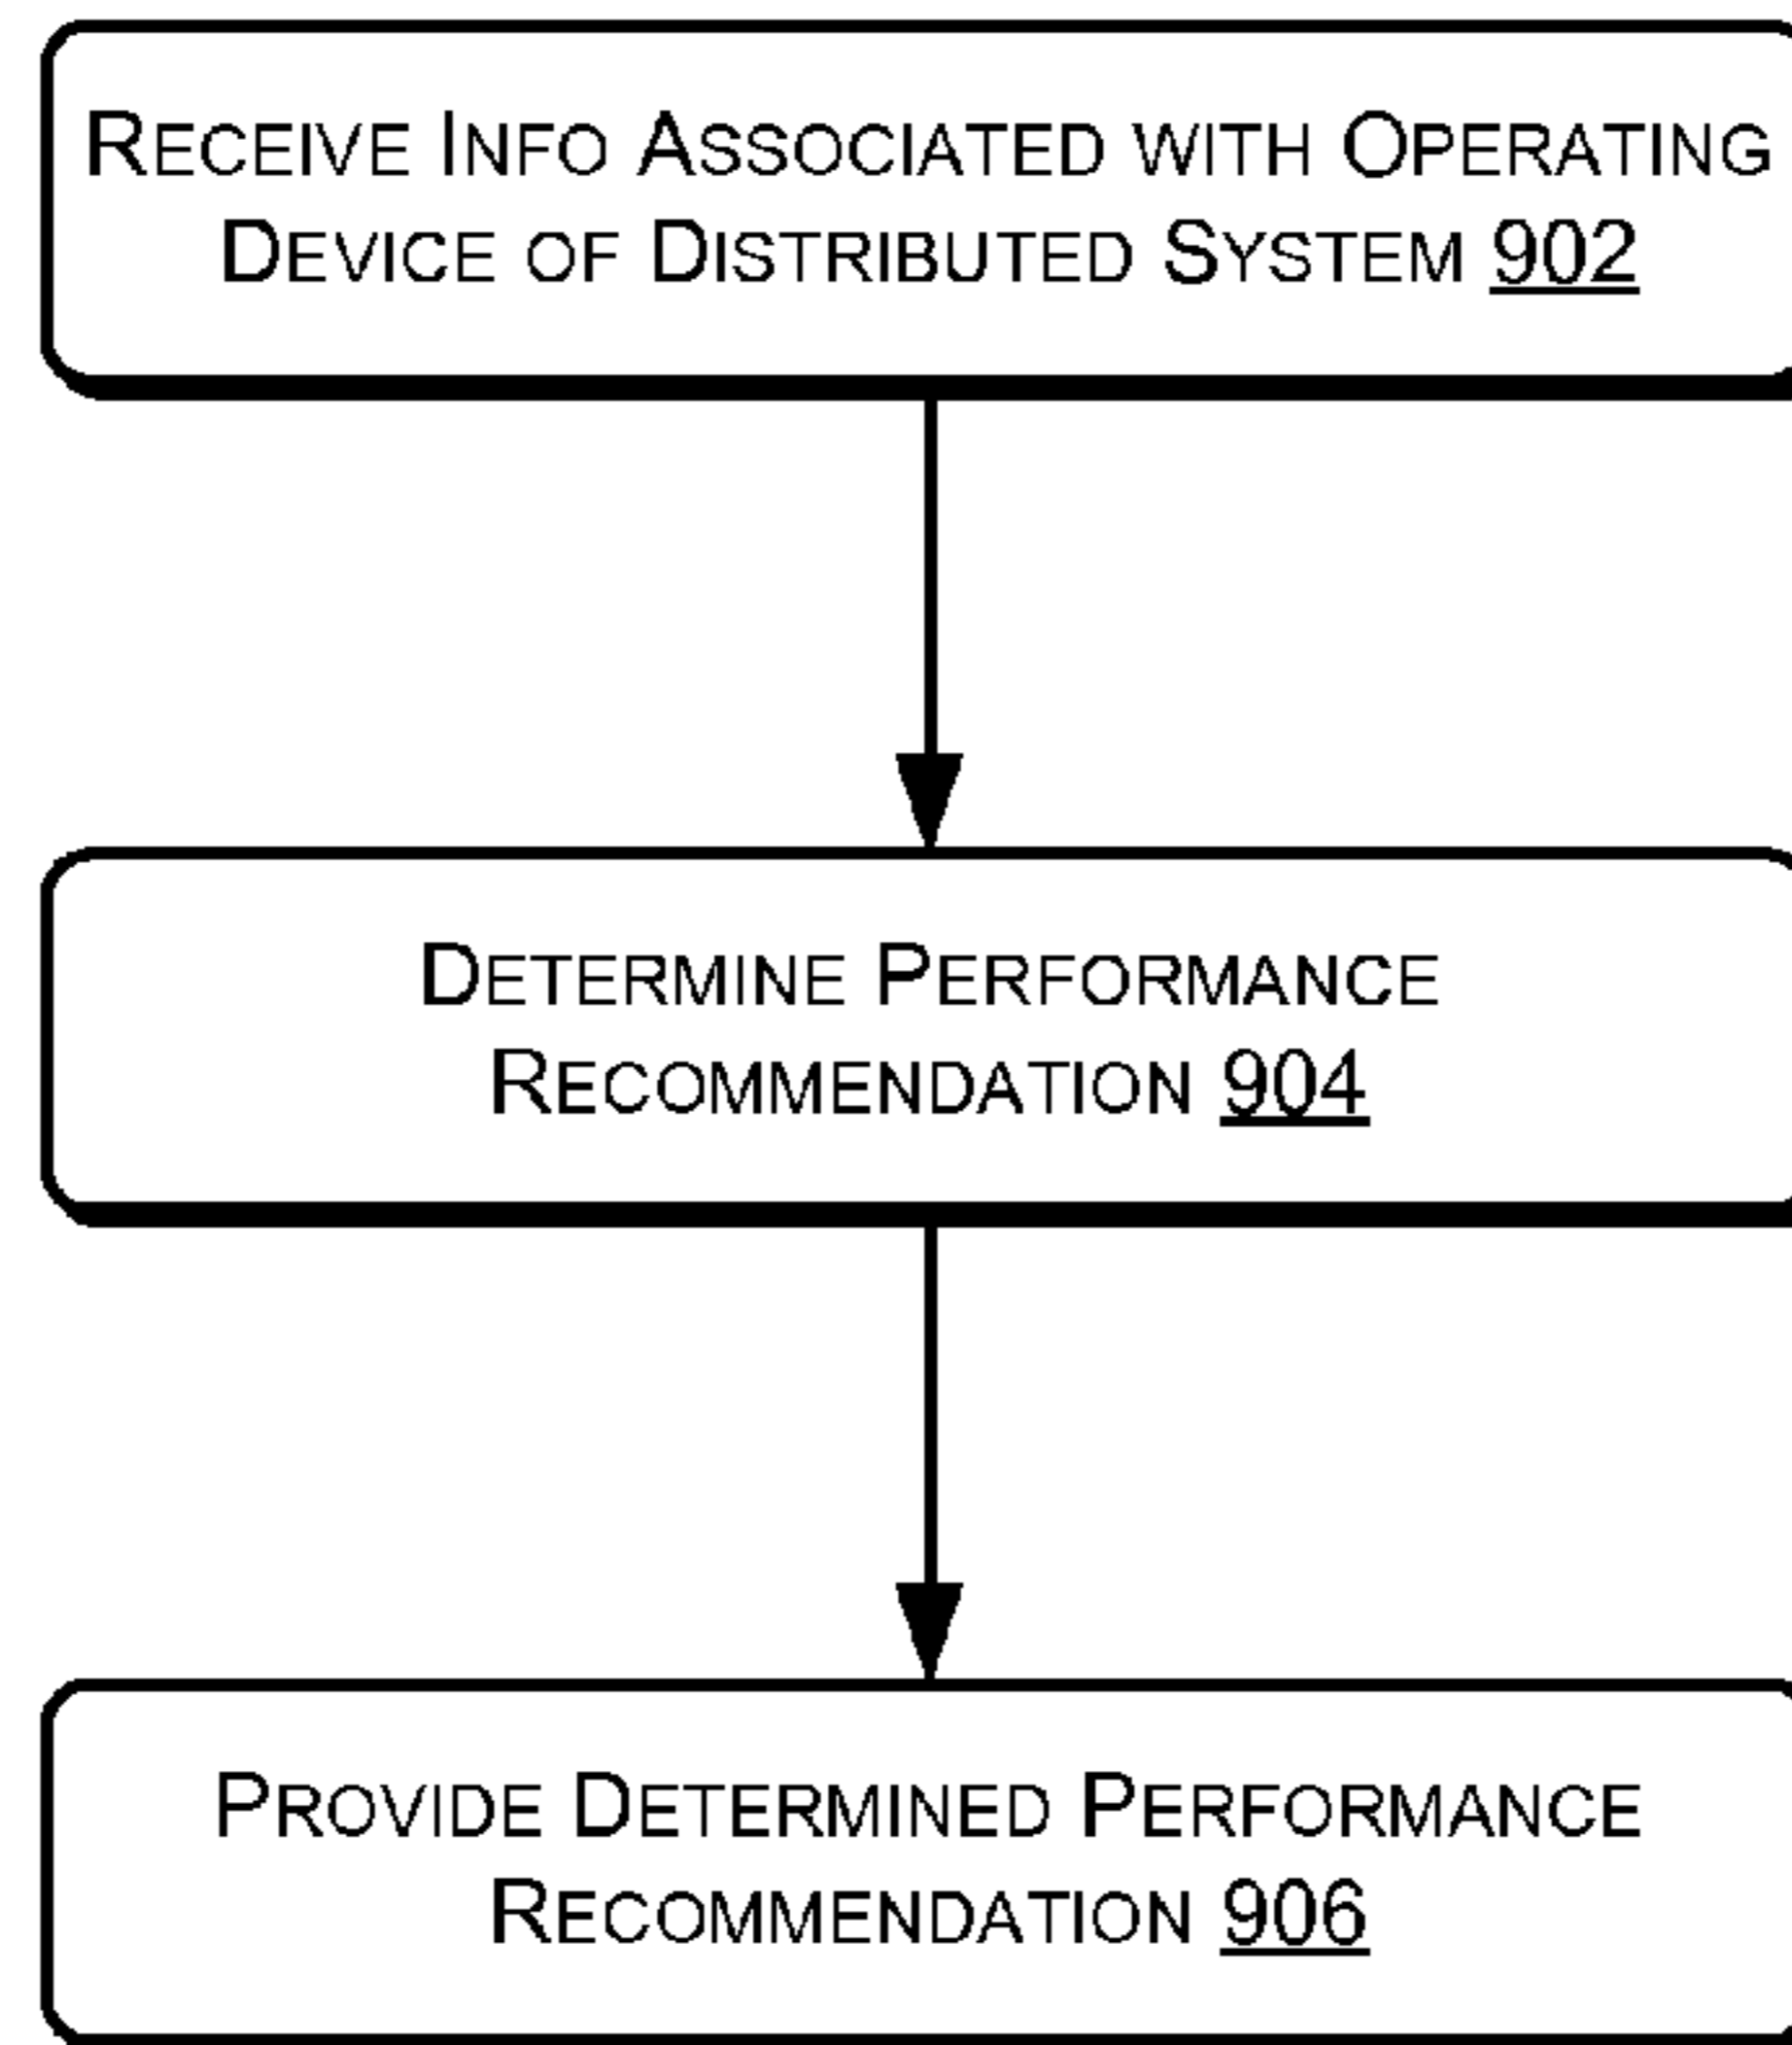 RECEIVE INFO ASSOCIATED WITH OPERATING
DEVICE OF DISTRIBUTED SYSTEM 902
DETERMINE PERFORMANCE
RECOMMENDATION 904
PROVIDE DETERMINED PERFORMANCE
RECOMMENDATION 906